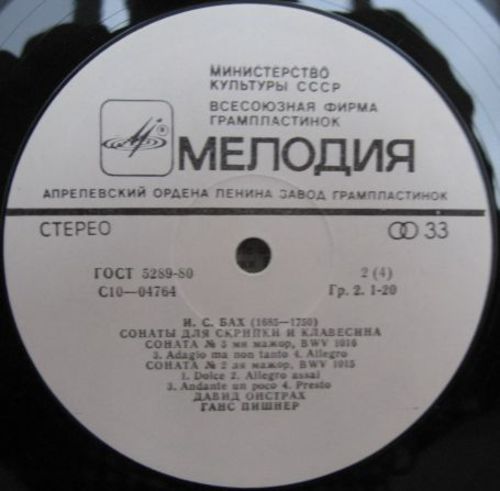 МИНИСТЕРСТВО
КУЛЬТУРЫ СССР
ВСЕСОЮЗНАЯ ФИРМА
ГРАМПЛАСТИНОК
МЕЛОДИЯ
АПРЕЛЕВСКИЙ ОРДЕНА ЛЕНИНА ЗАВОД ГРАМПЛАСТИНОК
СТЕРЕО 33
ГОСТ 5289-80 2 (4)
С10—04764 Гр. 2. 1-20
И. С. БАХ (1685—1750)
СОНАТЫ ДЛЯ СКРИПКИ И КЛАВЕСИНА
СОНАТА № 3 ми мажор, BWV 1016
3. Adagio ma non tanto 4. Allegro
СОНАТА № 2 ля мажор, BWV 1015
1. Dolce 2. Allegro assai
3. Andante un poco 4. Presto
ДАВИД ОЙСТРАХ
ГАНС ПИШНЕР